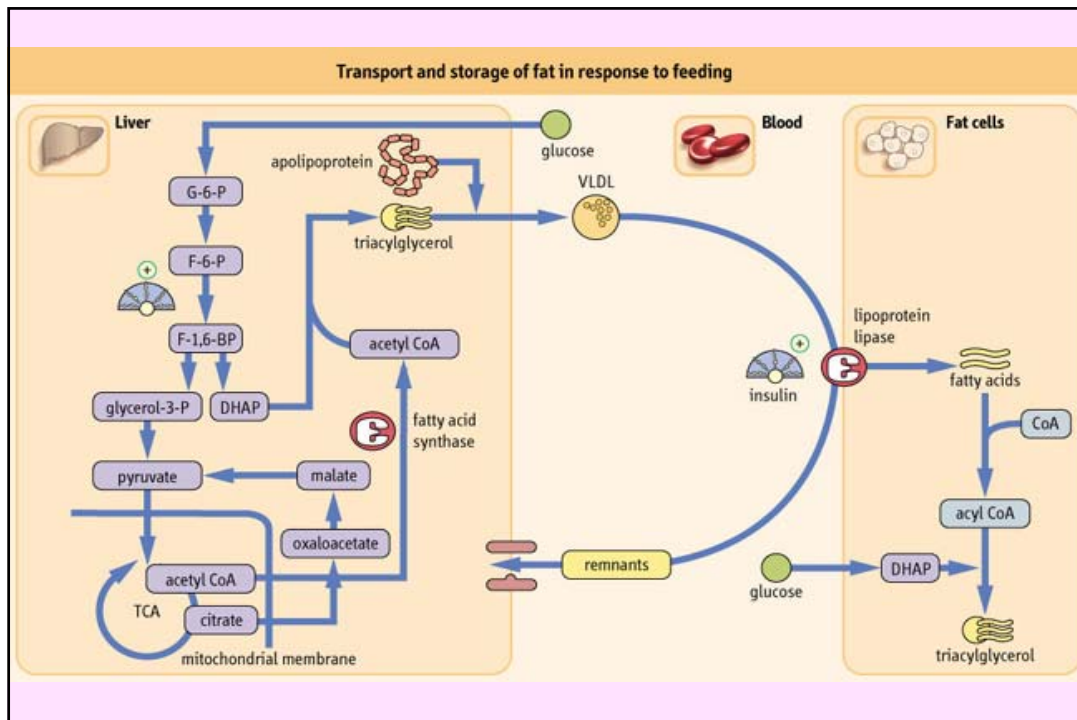 Transport and storage of fat in response to feeding
Liver
Blood
Fat cells
glucose
apolipoprotein
G-6-P
VLDL
triacylglycerol
F-6-P
+
F-1,6-BP
acetyl CoA
lipoprotein
lipase
+
insulin
fatty acids
glycerol-3-P
DHAP
fatty acid
synthase
CoA
pyruvate
malate
acyl CoA
oxaloacetate
remnants
DHAP
glucose
acetyl CoA
TCA
citrate
mitochondrial membrane
triacylglycerol